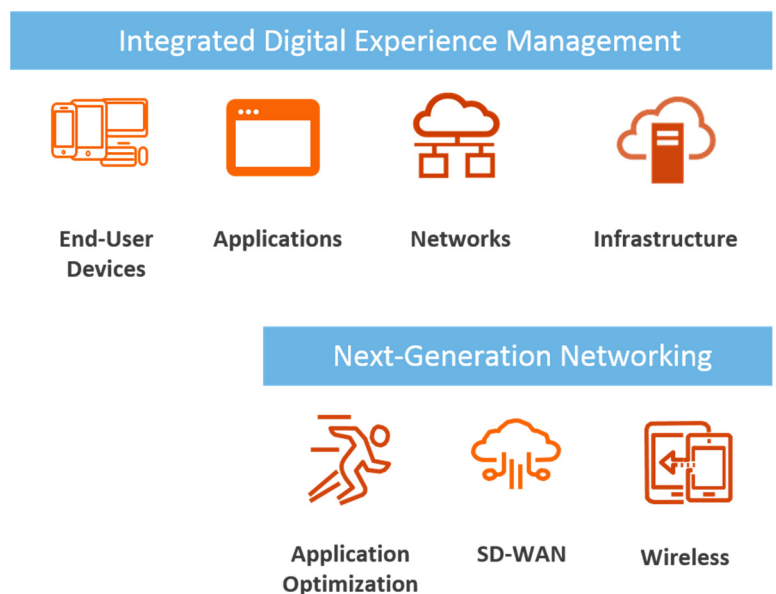 Integrated Digital Experience Management
End-User
Devices
Applications
Networks
Infrastructure
Next-Generation Networking
Application
Optimization
SD-WAN
Wireless